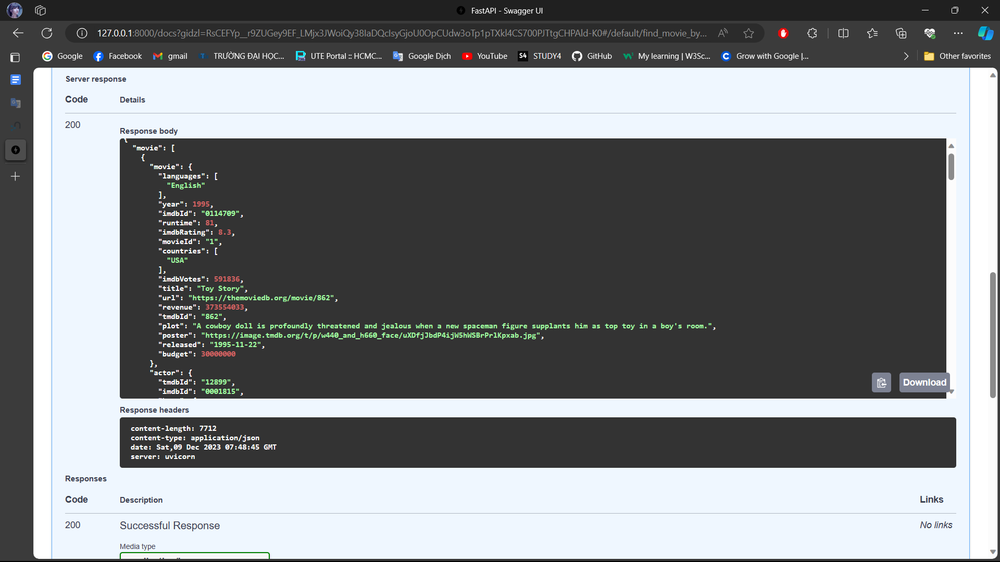 FastAPI - Swagger UI
127.0.0.1:8000/docs?gidzl=RsCEFYp__r9ZUGey9EF_LMjx3JWoiQy38IaDQcIsyGjoU0OpCUdw3oTp1pTXkl4CS700PJTtgCHPAld-K0#/default/find_movie_by...
Google Facebook gmail TRƯỜNG ĐẠI HỌC... UTE Portal :: HCMC... Google Dịch YouTube STUDY4 GitHub My learning | W3Sc... Grow with Google |... Other favorites
Server response
Code Details
200
Response body
{
"movie": [
{
"movie": {
"languages": [
"English"
],
"year": 1995,
"imdbId": "0114709",
"runtime": 81,
"imdbRating": 8.3,
"movieId": "1",
"countries": [
"USA"
],
"imdbVotes": 591836,
"title": "Toy Story",
"url": "https://themoviedb.org/movie/862",
"revenue": 373554033,
"tmdbId": "862",
"plot": "A cowboy doll is profoundly threatened and jealous when a new spaceman figure supplants him as top toy in a boy's room.",
"poster": "https://image.tmdb.org/t/p/w440_and_h660_face/uXDfjJbdP4ijW5hWSBrPrlKpxab.jpg",
"released": "1995-11-22",
"budget": 30000000
},
"actor": {
"tmdbId": "12899",
"imdbId": "0001815",
Download
Response headers
content-length: 7712
content-type: application/json
date: Sat,09 Dec 2023 07:48:45 GMT
server: uvicorn
Responses
Code Description Links
200 Successful Response No links
Media type